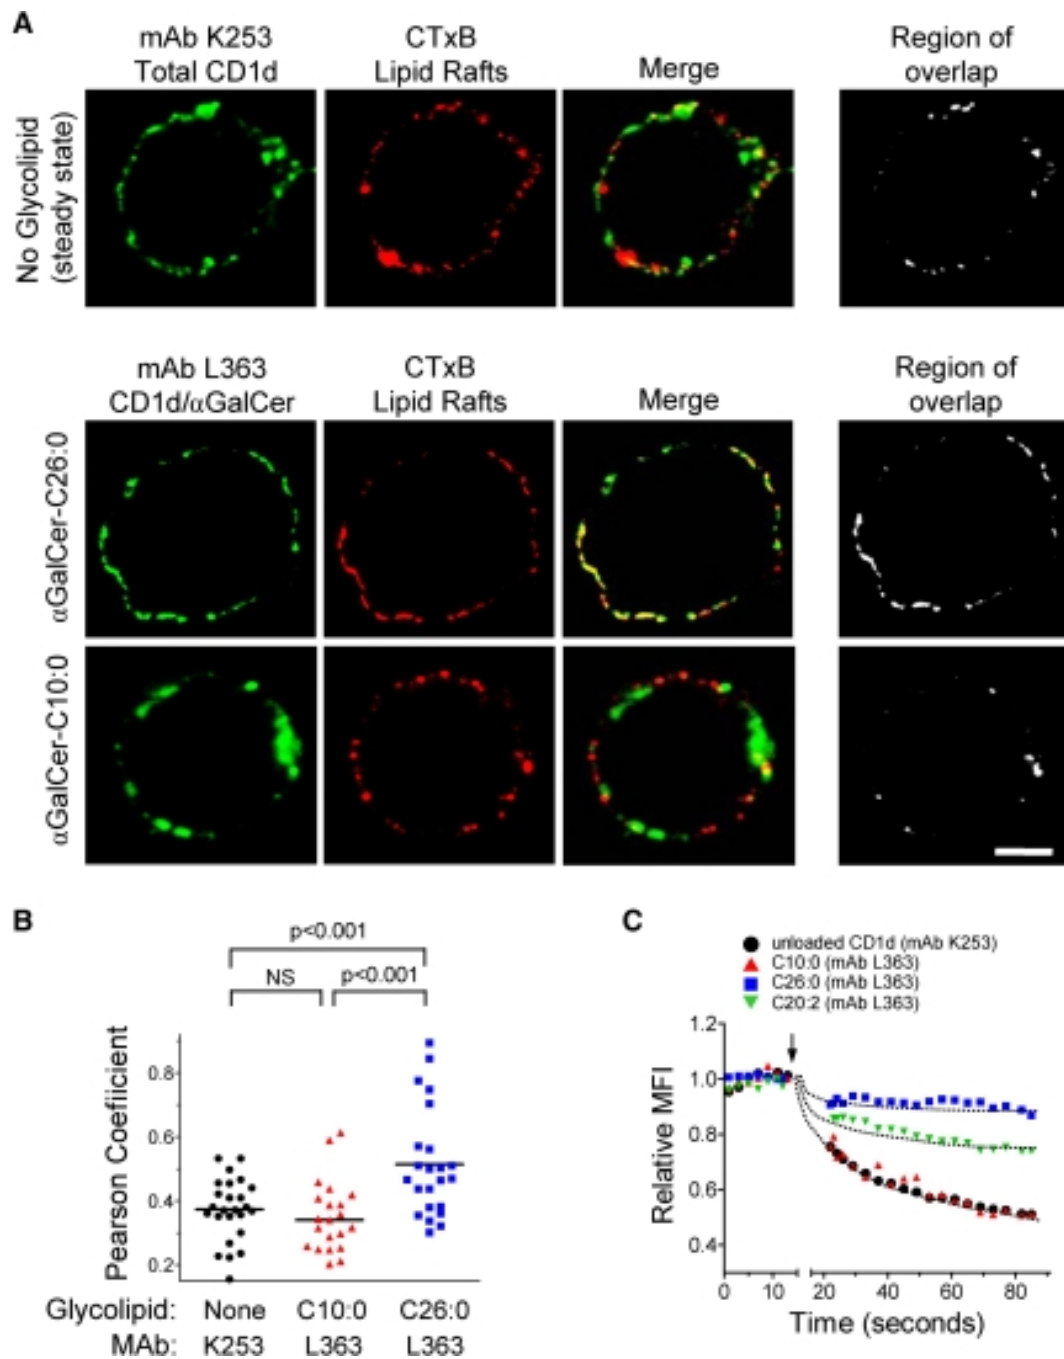 A
mAb K253
Total CD1d
CTxB
Lipid Rafts
Merge
Region of
overlap
No Glycolipid
(steady state)
mAb L363
CD1d/αGalCer
CTxB
Lipid Rafts
Merge
Region of
overlap
αGalCer-C26:0
αGalCer-C10:0
B
p<0.001
NS
p<0.001
Pearson Coefiicient
0.8
0.6
0.4
0.2
Glycolipid: None C10:0 C26:0
MAb: K253 L363 L363
C
unloaded CD1d (mAb K253)
C10:0 (mAb L363)
C26:0 (mAb L363)
C20:2 (mAb L363)
Relative MFI
1.2
1.0
0.8
0.6
0.4
0 10 20 40 60 80
Time (seconds)